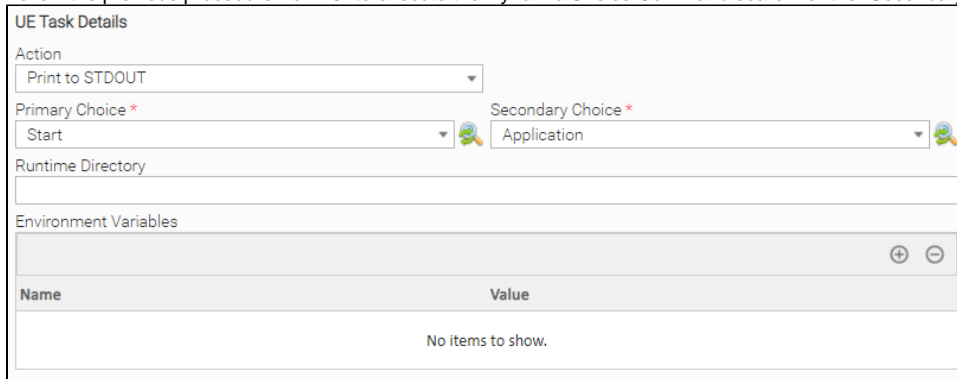 UE Task Details
Action
Print to STDOUT
Primary Choice * Secondary Choice *
Start Application
Runtime Directory
Environment Variables
Name Value
No items to show.